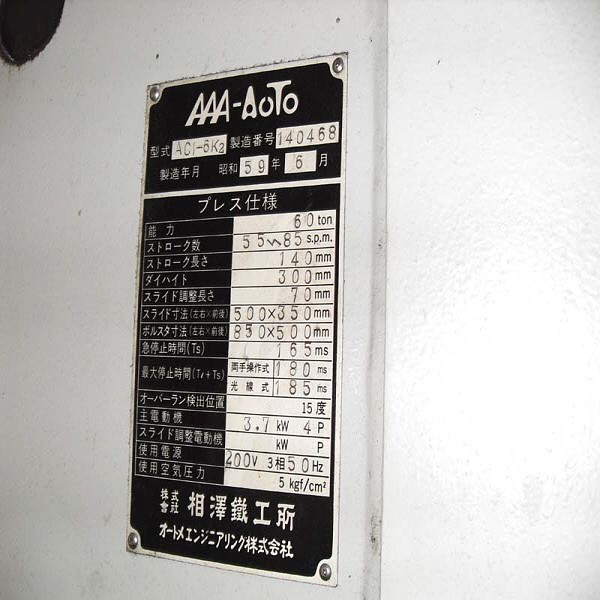 AAA-AUTO
型式 ACI-6K2 製造番号 140468
製造年月 昭和 59 年 6 月
プレス仕様
能力 60 ton
ストローク数 55~85 s.p.m.
ストローク長さ 140 mm
ダイハイト 300 mm
スライド調整長さ 70 mm
スライド寸法(左右×前後) 500×350 mm
ボルスタ寸法(左右×前後) 850×500 mm
急停止時間(Ts) 165 ms
最大停止時間(Tℓ+Ts) 両手操作式 180 ms
光線式 185 ms
オーバーラン検出位置 15度
主電動機 3.7 kW 4 P
スライド調整電動機 kW P
使用電源 200V 3相50Hz
使用空気圧力 5 kgf/cm²
株式会社 相澤鐵工所
オートメエンジニアリング株式会社